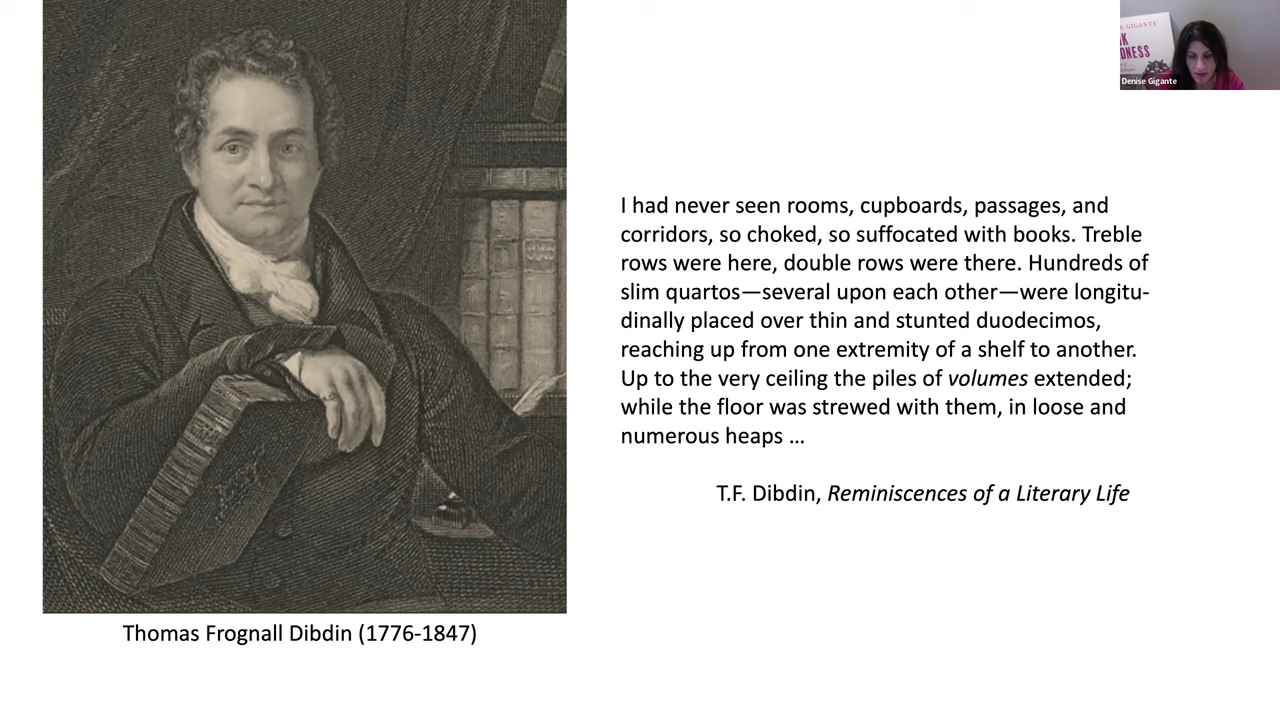 E GIGANTE
K
DNESS
Denise Gigante
I had never seen rooms, cupboards, passages, and
corridors, so choked, so suffocated with books. Treble
rows were here, double rows were there. Hundreds of
slim quartos—several upon each other—were longitu-
dinally placed over thin and stunted duodecimos,
reaching up from one extremity of a shelf to another.
Up to the very ceiling the piles of volumes extended;
while the floor was strewed with them, in loose and
numerous heaps ...
T.F. Dibdin, Reminiscences of a Literary Life
Thomas Frognall Dibdin (1776-1847)